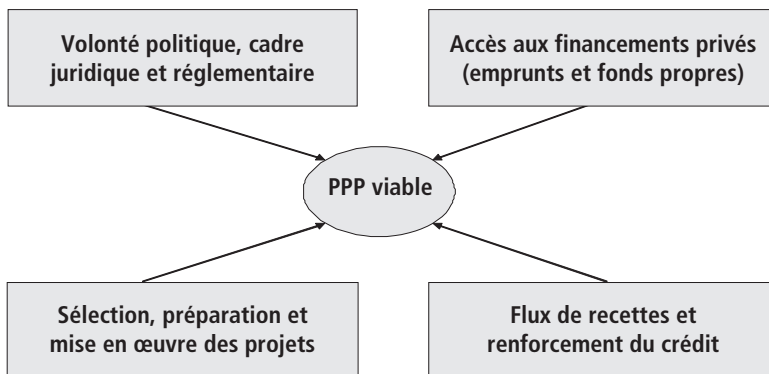 Volonté politique, cadre
juridique et réglementaire
Accès aux financements privés
(emprunts et fonds propres)
PPP viable
Sélection, préparation et
mise en œuvre des projets
Flux de recettes et
renforcement du crédit